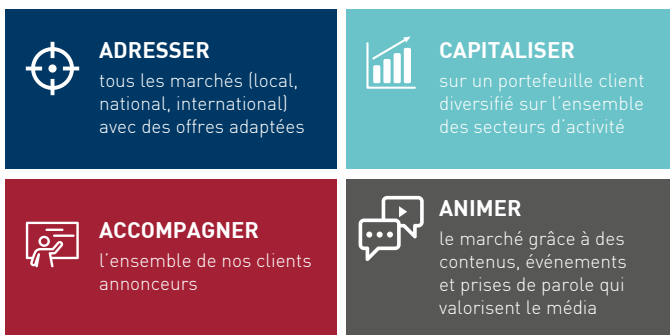 ADRESSER
tous les marchés (local,
national, international)
avec des offres adaptées
CAPITALISER
sur un portefeuille client
diversifié sur l'ensemble
des secteurs d'activité
ACCOMPAGNER
l'ensemble de nos clients
annonceurs
ANIMER
le marché grâce à des
contenus, événements
et prises de parole qui
valorisent le média